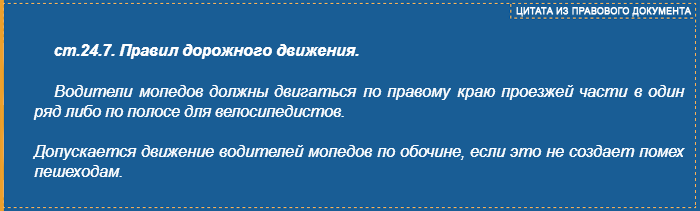 ЦИТАТА ИЗ ПРАВОВОГО ДОКУМЕНТА
ст.24.7. Правил дорожного движения.
Водители мопедов должны двигаться по правому краю проезжей части в один
ряд либо по полосе для велосипедистов.
Допускается движение водителей мопедов по обочине, если это не создает помех
пешеходам.